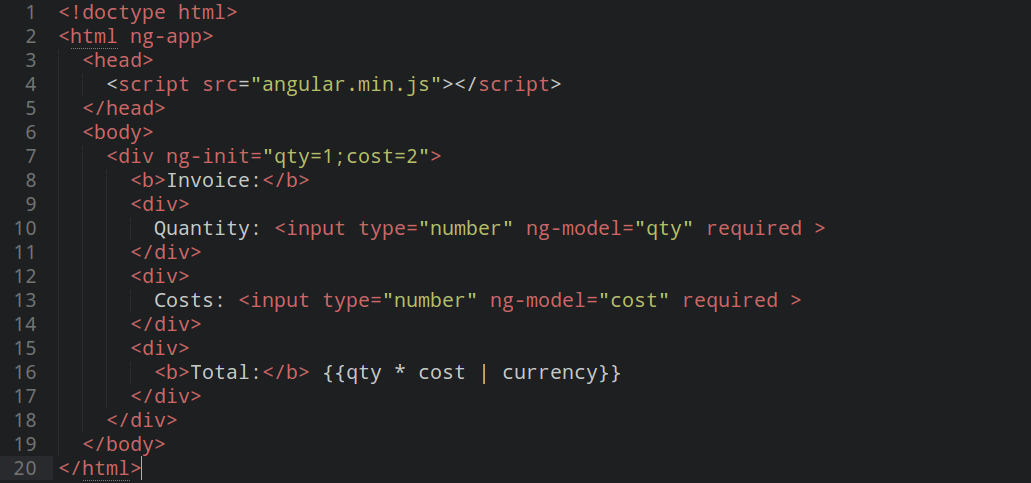 1 <!doctype html>
2 <html ng-app>
3   <head>
4     <script src="angular.min.js"></script>
5   </head>
6   <body>
7     <div ng-init="qty=1;cost=2">
8       <b>Invoice:</b>
9       <div>
10         Quantity: <input type="number" ng-model="qty" required >
11       </div>
12       <div>
13         Costs: <input type="number" ng-model="cost" required >
14       </div>
15       <div>
16         <b>Total:</b> {{qty * cost | currency}}
17       </div>
18     </div>
19   </body>
20 </html>